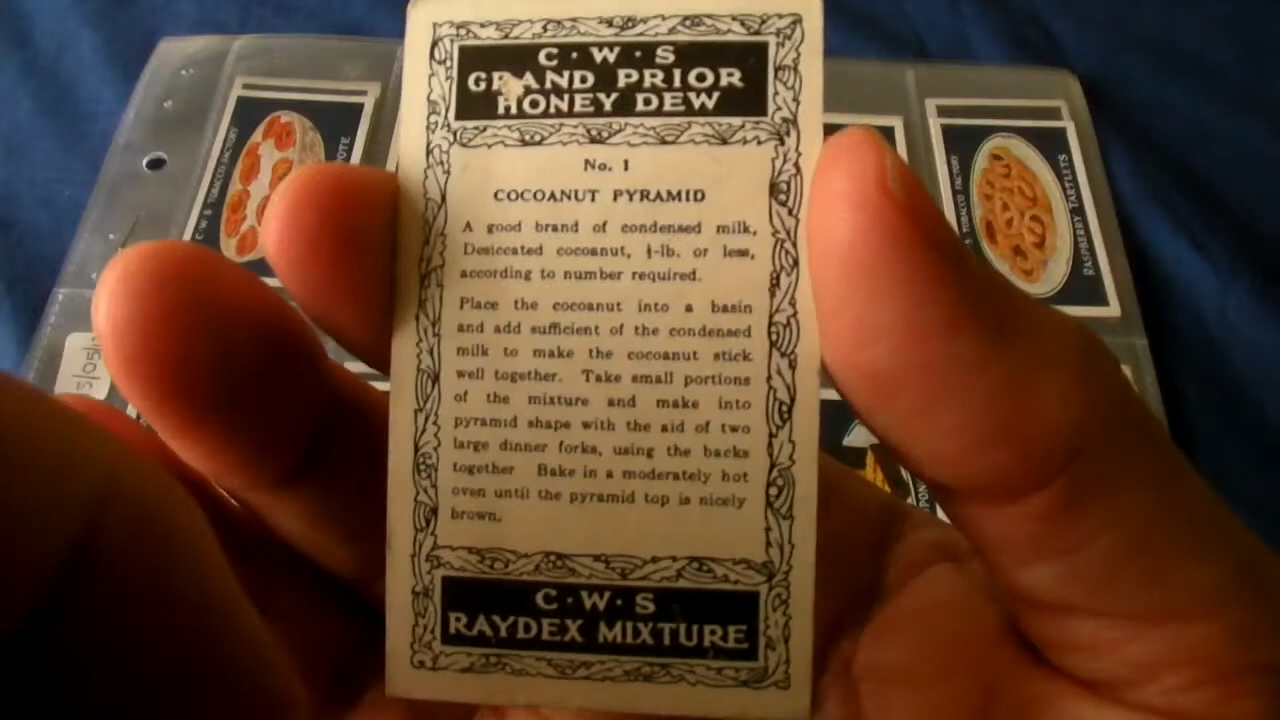 C·W·S
GRAND PRIOR
HONEY DEW
No. 1
COCOANUT PYRAMID
A good brand of condensed milk,
Desiccated cocoanut, ½-lb. or less,
according to number required.
Place the cocoanut into a basin
and add sufficient of the condensed
milk to make the cocoanut stick
well together. Take small portions
of the mixture and make into
pyramid shape with the aid of two
large dinner forks, using the backs
together Bake in a moderately hot
oven until the pyramid top is nicely
brown.
C·W·S
RAYDEX MIXTURE
C·W·S TOBACCO FACTORY
S TOBACCO FACTORY
RASPBERRY TARTLETS